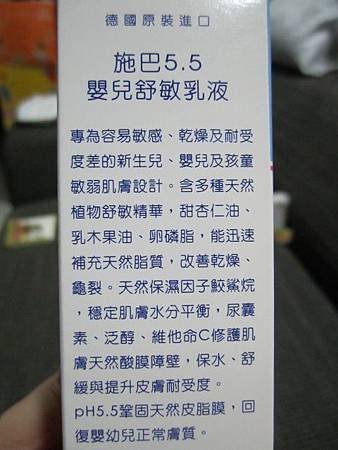 德國原裝進口
施巴5.5
嬰兒舒敏乳液
專為容易敏感、乾燥及耐受
度差的新生兒、嬰兒及孩童
敏弱肌膚設計。含多種天然
植物舒敏精華，甜杏仁油、
乳木果油、卵磷脂，能迅速
補充天然脂質，改善乾燥、
龜裂。天然保濕因子鮫鯊烷
，穩定肌膚水分平衡，尿囊
素、泛醇、維他命C修護肌
膚天然酸膜障壁，保水、舒
緩與提升皮膚耐受度。
pH5.5鞏固天然皮脂膜，回
復嬰幼兒正常膚質。